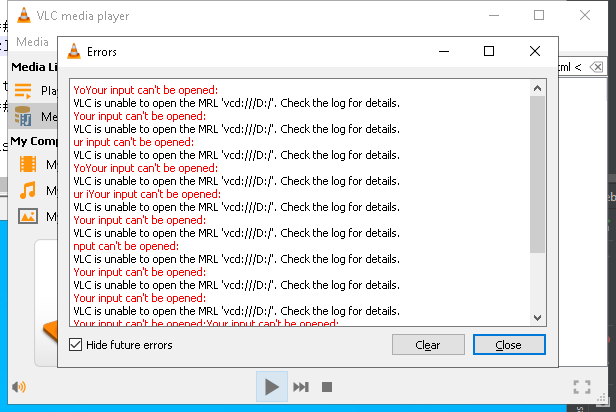 VLC media player
Media
Errors
Media Li
Pla
Me
My Comp
My
My
My
tml <
YoYour input can't be opened:
VLC is unable to open the MRL 'vcd:///D:/'. Check the log for details.
Your input can't be opened:
VLC is unable to open the MRL 'vcd:///D:/'. Check the log for details.
ur input can't be opened:
VLC is unable to open the MRL 'vcd:///D:/'. Check the log for details.
YoYour input can't be opened:
VLC is unable to open the MRL 'vcd:///D:/'. Check the log for details.
ur iYour input can't be opened:
VLC is unable to open the MRL 'vcd:///D:/'. Check the log for details.
Your input can't be opened:
VLC is unable to open the MRL 'vcd:///D:/'. Check the log for details.
nput can't be opened:
VLC is unable to open the MRL 'vcd:///D:/'. Check the log for details.
Your input can't be opened:
VLC is unable to open the MRL 'vcd:///D:/'. Check the log for details.
Your input can't be opened:
VLC is unable to open the MRL 'vcd:///D:/'. Check the log for details.
Your input can't be opened:Your input can't be opened:
Hide future errors
Clear
Close